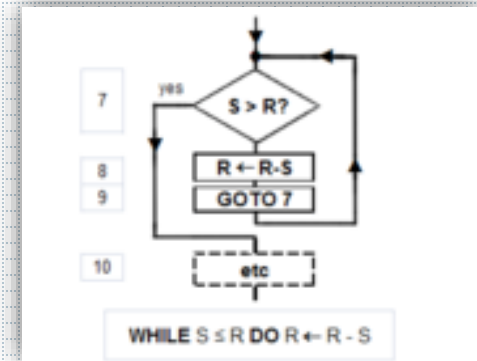 7
yes
S > R?
8
R ← R-S
9
GOTO 7
10
etc
WHILE S ≤ R DO R ← R - S